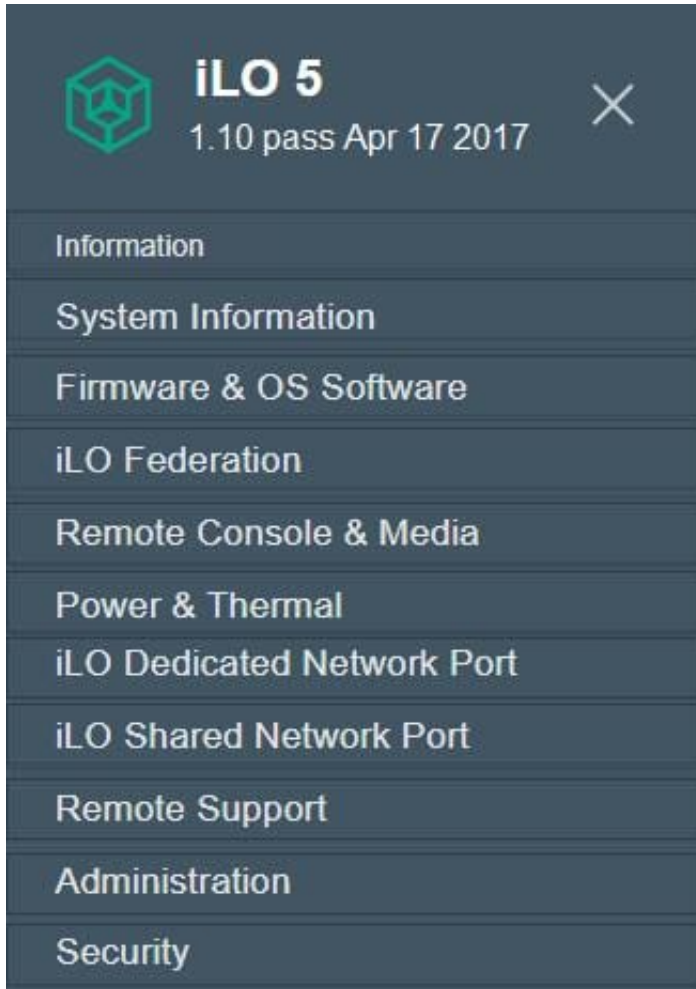 iLO 5
1.10 pass Apr 17 2017
Information
System Information
Firmware & OS Software
iLO Federation
Remote Console & Media
Power & Thermal
iLO Dedicated Network Port
iLO Shared Network Port
Remote Support
Administration
Security